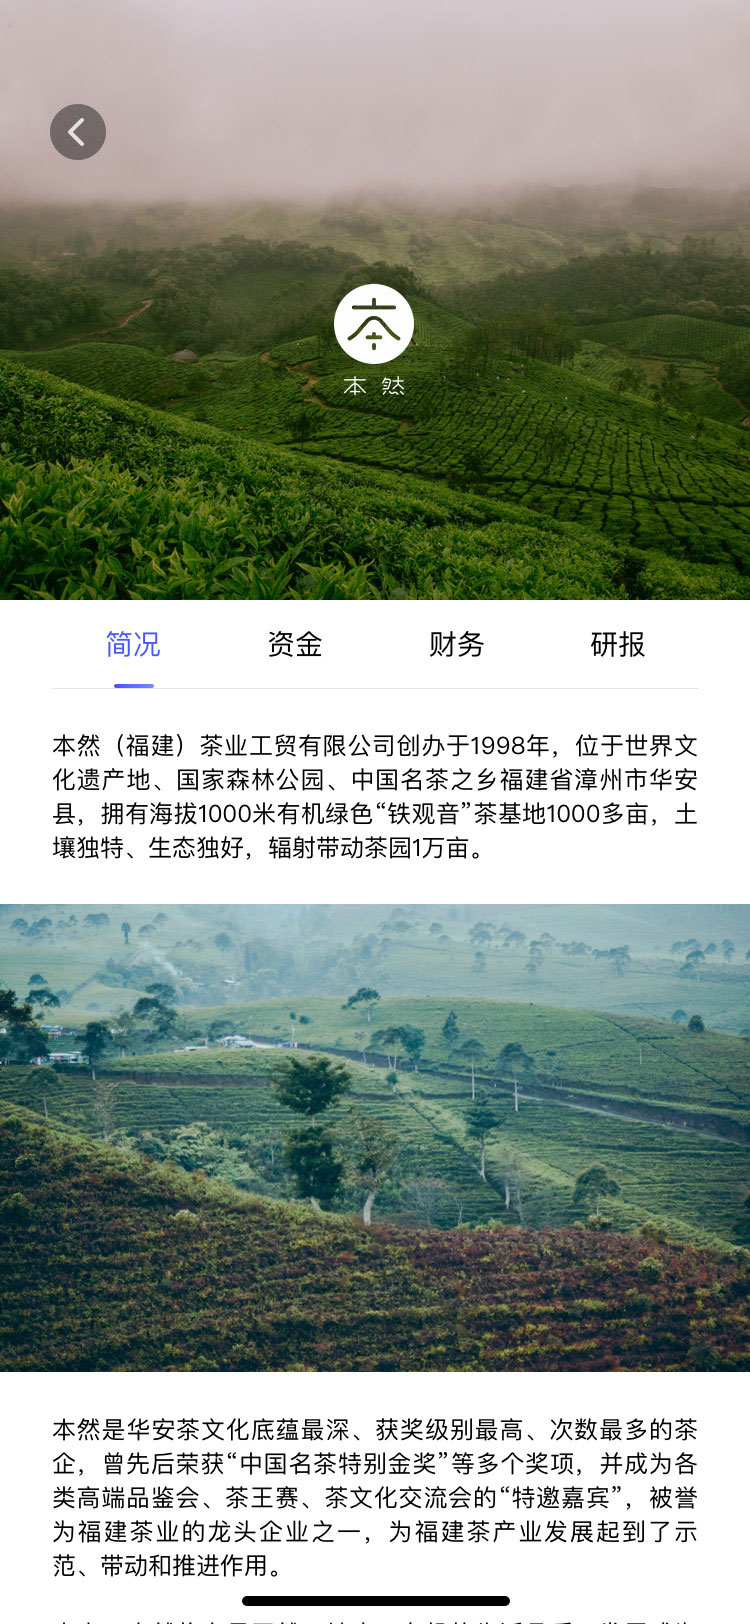 本 然
简况 资金 财务 研报
本然（福建）茶业工贸有限公司创办于1998年，位于世界文
化遗产地、国家森林公园、中国名茶之乡福建省漳州市华安
县，拥有海拔1000米有机绿色“铁观音”茶基地1000多亩，土
壤独特、生态独好，辐射带动茶园1万亩。
本然是华安茶文化底蕴最深、获奖级别最高、次数最多的茶
企，曾先后荣获“中国名茶特别金奖”等多个奖项，并成为各
类高端品鉴会、茶王赛、茶文化交流会的“特邀嘉宾”，被誉
为福建茶业的龙头企业之一，为福建茶产业发展起到了示
范、带动和推进作用。